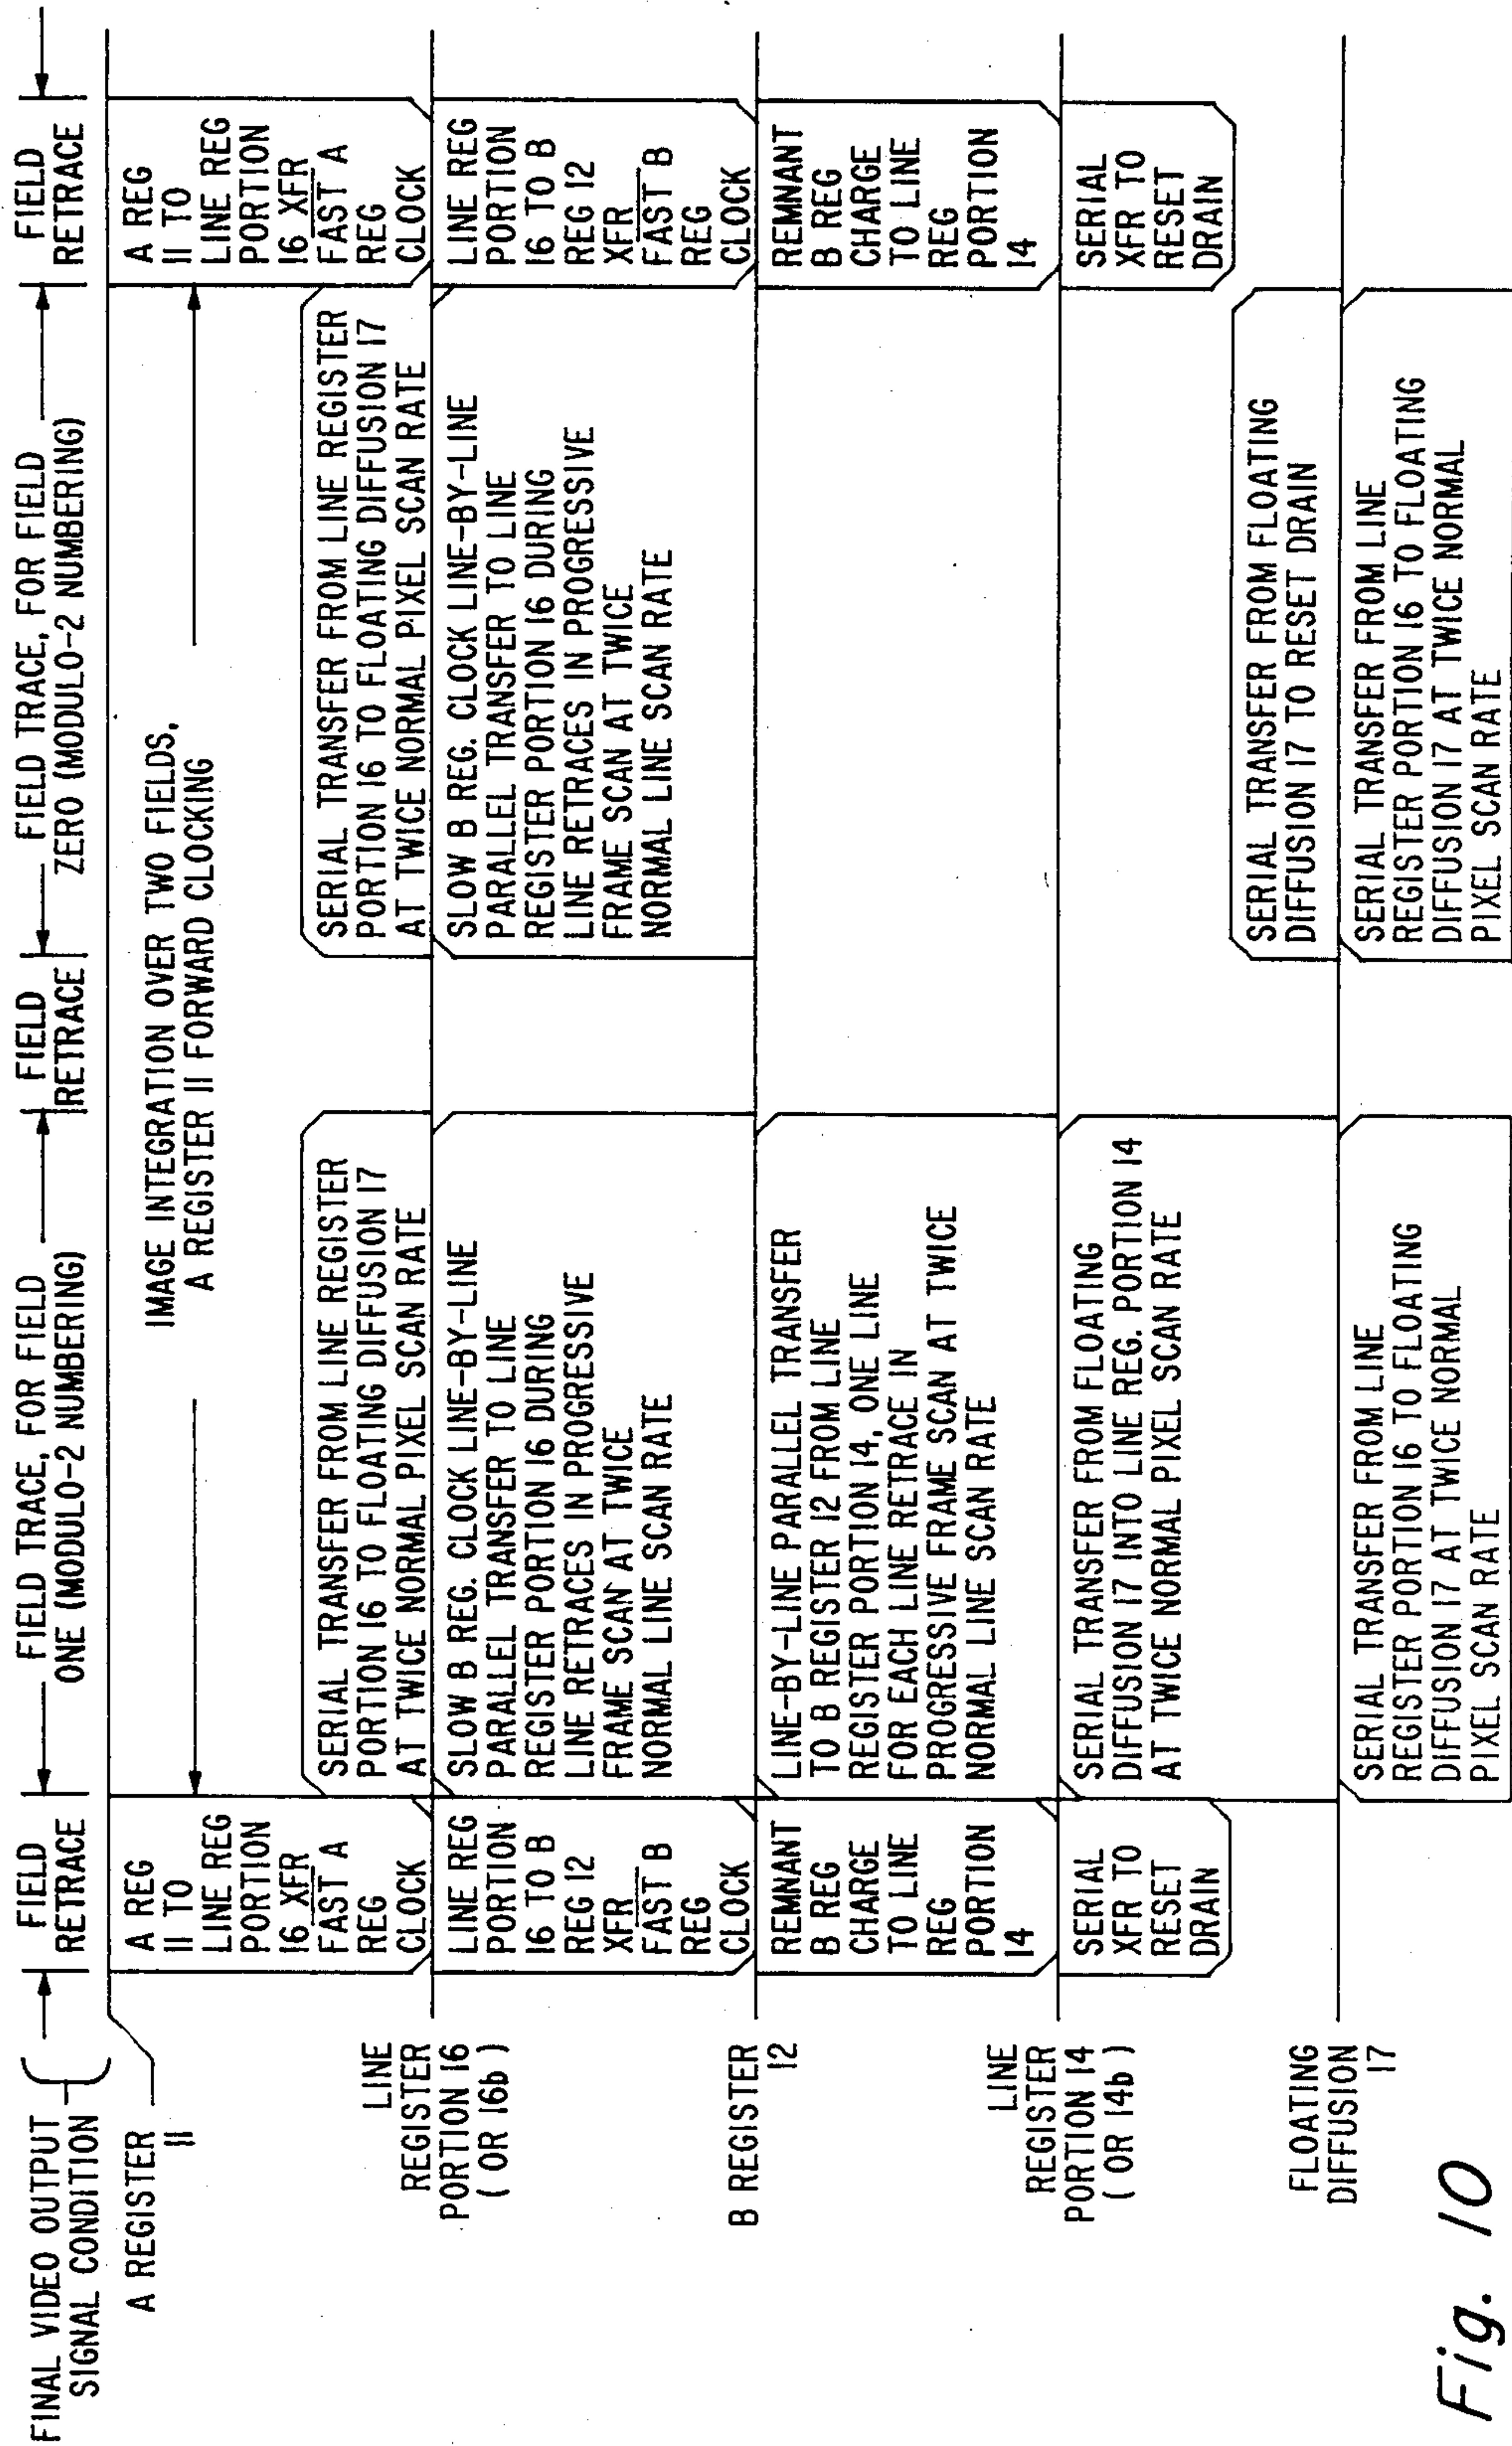 FINAL VIDEO OUTPUT
SIGNAL CONDITION
FIELD
RETRACE
FIELD TRACE, FOR FIELD
ONE (MODULO-2 NUMBERING)
FIELD
RETRACE
FIELD TRACE, FOR FIELD
ZERO (MODULO-2 NUMBERING)
FIELD
RETRACE
A REGISTER
11
A REG
11 TO
LINE REG
PORTION
16 XFR
FAST A
REG
CLOCK
IMAGE INTEGRATION OVER TWO FIELDS,
A REGISTER 11 FORWARD CLOCKING
A REG
11 TO
LINE REG
PORTION
16 XFR
FAST A
REG
CLOCK
SERIAL TRANSFER FROM LINE REGISTER
PORTION 16 TO FLOATING DIFFUSION 17
AT TWICE NORMAL PIXEL SCAN RATE
SERIAL TRANSFER FROM LINE REGISTER
PORTION 16 TO FLOATING DIFFUSION 17
AT TWICE NORMAL PIXEL SCAN RATE
LINE
REGISTER
PORTION 16
( OR 16b )
LINE REG
PORTION
16 TO B
REG 12
XFR
FAST B
REG
CLOCK
SLOW B REG. CLOCK LINE-BY-LINE
PARALLEL TRANSFER TO LINE
REGISTER PORTION 16 DURING
LINE RETRACES IN PROGRESSIVE
FRAME SCAN AT TWICE
NORMAL LINE SCAN RATE
SLOW B REG. CLOCK LINE-BY-LINE
PARALLEL TRANSFER TO LINE
REGISTER PORTION 16 DURING
LINE RETRACES IN PROGRESSIVE
FRAME SCAN AT TWICE
NORMAL LINE SCAN RATE
LINE REG
PORTION
16 TO B
REG 12
XFR
FAST B
REG
CLOCK
B REGISTER
12
REMNANT
B REG
CHARGE
TO LINE
REG
PORTION
14
LINE-BY-LINE PARALLEL TRANSFER
TO B REGISTER 12 FROM LINE
REGISTER PORTION 14, ONE LINE
FOR EACH LINE RETRACE IN
PROGRESSIVE FRAME SCAN AT TWICE
NORMAL LINE SCAN RATE
REMNANT
B REG
CHARGE
TO LINE
REG
PORTION
14
LINE
REGISTER
PORTION 14
( OR 14b )
SERIAL
XFR TO
RESET
DRAIN
SERIAL TRANSFER FROM FLOATING
DIFFUSION 17 INTO LINE REG. PORTION 14
AT TWICE NORMAL PIXEL SCAN RATE
SERIAL
XFR TO
RESET
DRAIN
SERIAL TRANSFER FROM FLOATING
DIFFUSION 17 TO RESET DRAIN
FLOATING
DIFFUSION
17
SERIAL TRANSFER FROM LINE
REGISTER PORTION 16 TO FLOATING
DIFFUSION 17 AT TWICE NORMAL
PIXEL SCAN RATE
SERIAL TRANSFER FROM LINE
REGISTER PORTION 16 TO FLOATING
DIFFUSION 17 AT TWICE NORMAL
PIXEL SCAN RATE
Fig. 10